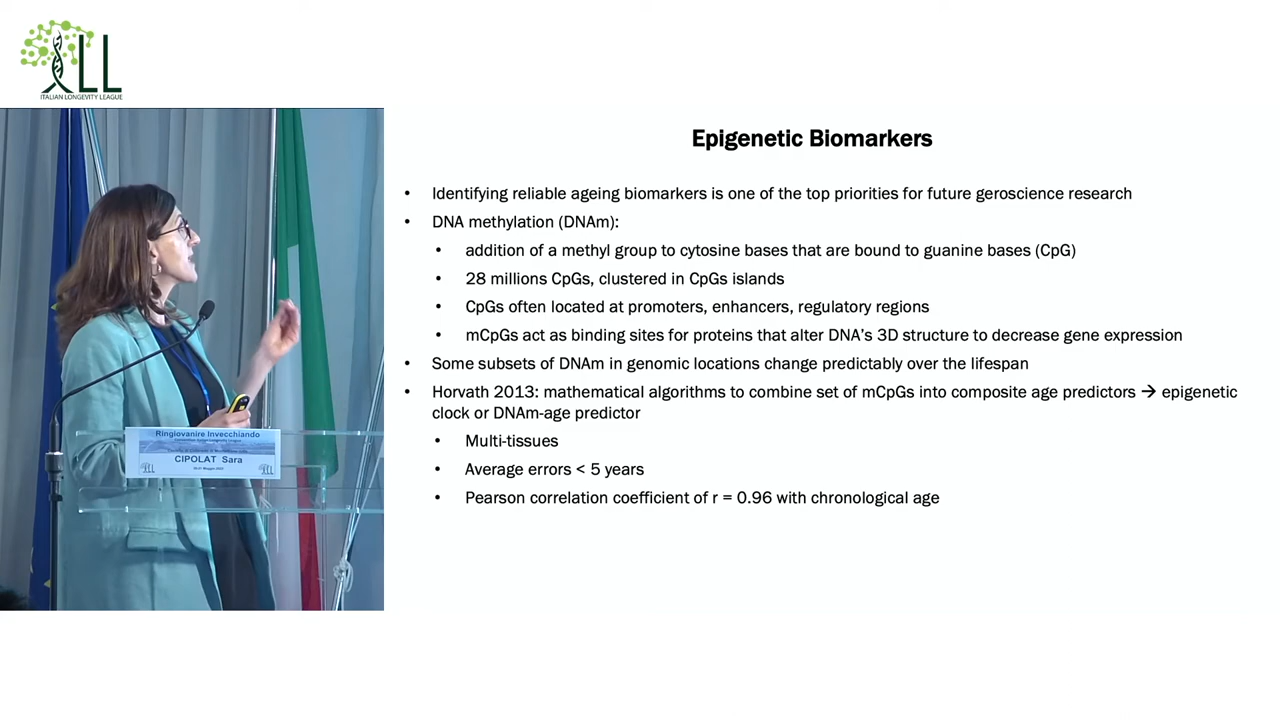 LL
ITALIAN LONGEVITY LEAGUE
Epigenetic Biomarkers
• Identifying reliable ageing biomarkers is one of the top priorities for future geroscience research
• DNA methylation (DNAm):
• addition of a methyl group to cytosine bases that are bound to guanine bases (CpG)
• 28 millions CpGs, clustered in CpGs islands
• CpGs often located at promoters, enhancers, regulatory regions
• mCpGs act as binding sites for proteins that alter DNA's 3D structure to decrease gene expression
• Some subsets of DNAm in genomic locations change predictably over the lifespan
• Horvath 2013: mathematical algorithms to combine set of mCpGs into composite age predictors → epigenetic
clock or DNAm-age predictor
• Multi-tissues
• Average errors < 5 years
• Pearson correlation coefficient of r = 0.96 with chronological age
Ringiovanire Invecchiando
CIPOLAT Sara